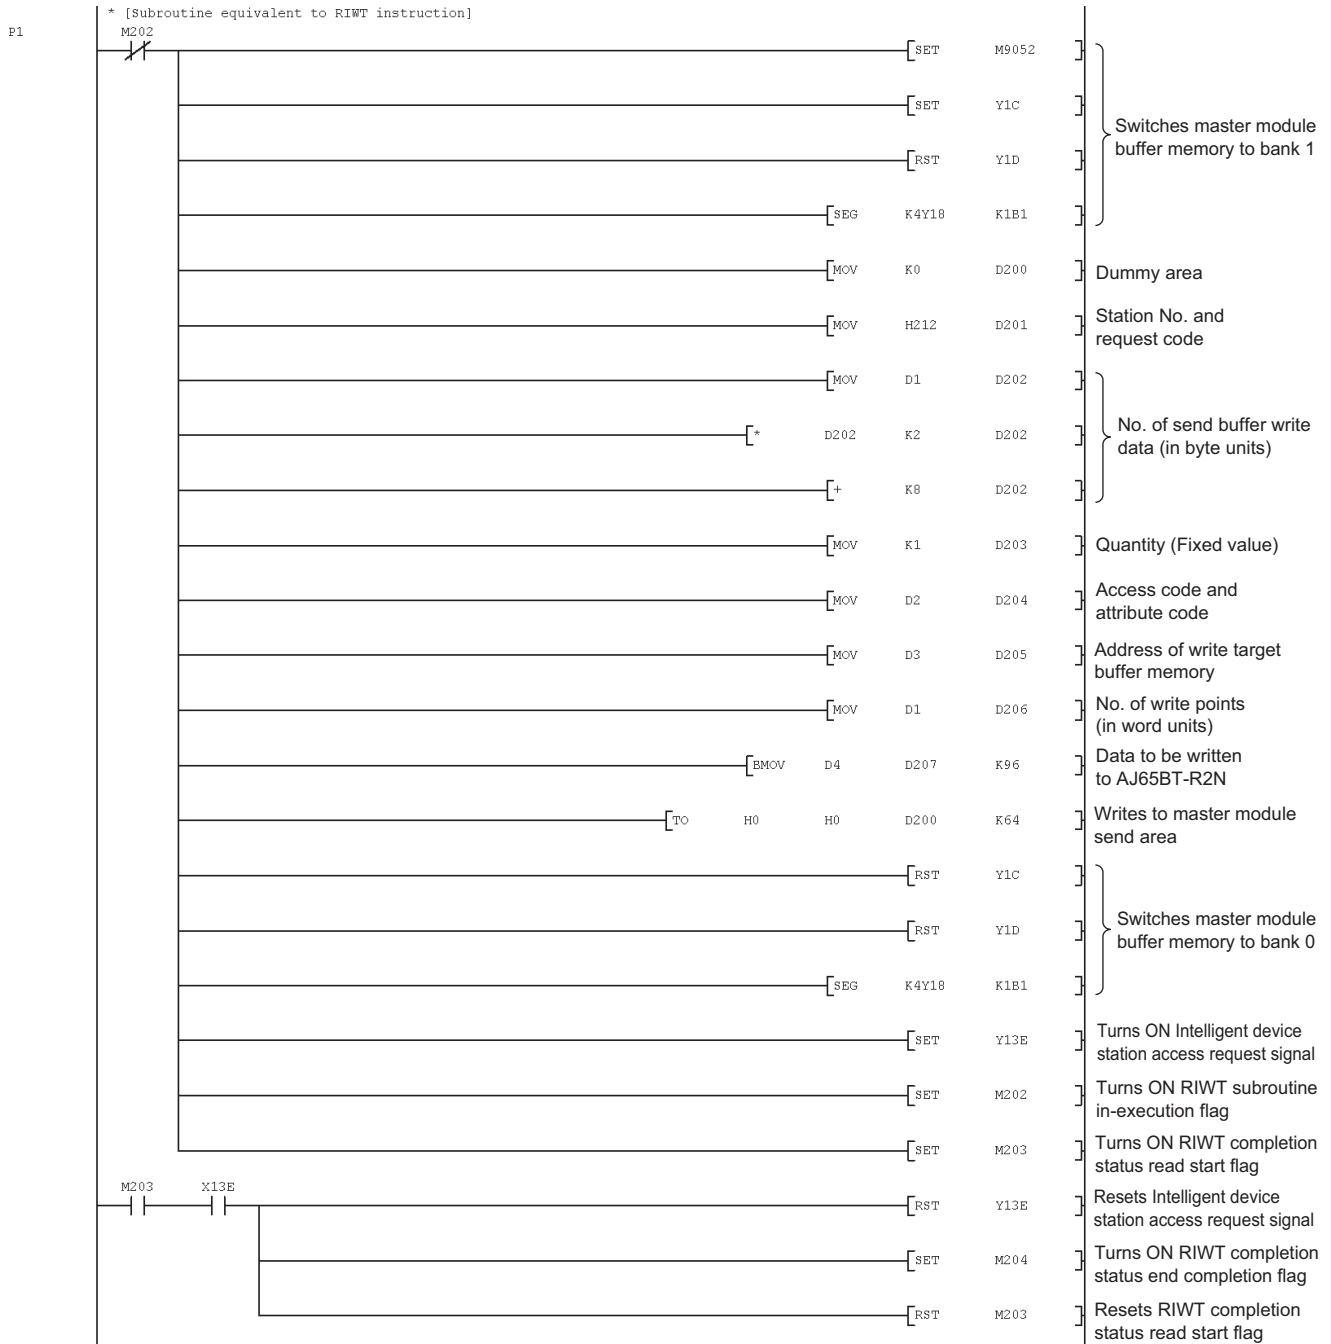 * [Subroutine equivalent to RIWT instruction]
P1
M202
SET M9052
SET Y1C
Switches master module
buffer memory to bank 1
RST Y1D
SEG K4Y18 K1B1
MOV K0 D200
Dummy area
MOV H212 D201
Station No. and
request code
MOV D1 D202
* D202 K2 D202
No. of send buffer write
data (in byte units)
+ K8 D202
MOV K1 D203
Quantity (Fixed value)
MOV D2 D204
Access code and
attribute code
MOV D3 D205
Address of write target
buffer memory
MOV D1 D206
No. of write points
(in word units)
BMOV D4 D207 K96
Data to be written
to AJ65BT-R2N
TO H0 H0 D200 K64
Writes to master module
send area
RST Y1C
RST Y1D
Switches master module
buffer memory to bank 0
SEG K4Y18 K1B1
SET Y13E
Turns ON Intelligent device
station access request signal
SET M202
Turns ON RIWT subroutine
in-execution flag
SET M203
Turns ON RIWT completion
status read start flag
M203 X13E
RST Y13E
Resets Intelligent device
station access request signal
SET M204
Turns ON RIWT completion
status end completion flag
RST M203
Resets RIWT completion
status read start flag